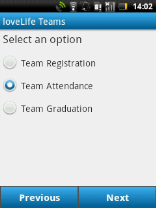 14:02
loveLife Teams
Select an option
Team Registration
Team Attendance
Team Graduation
Previous Next